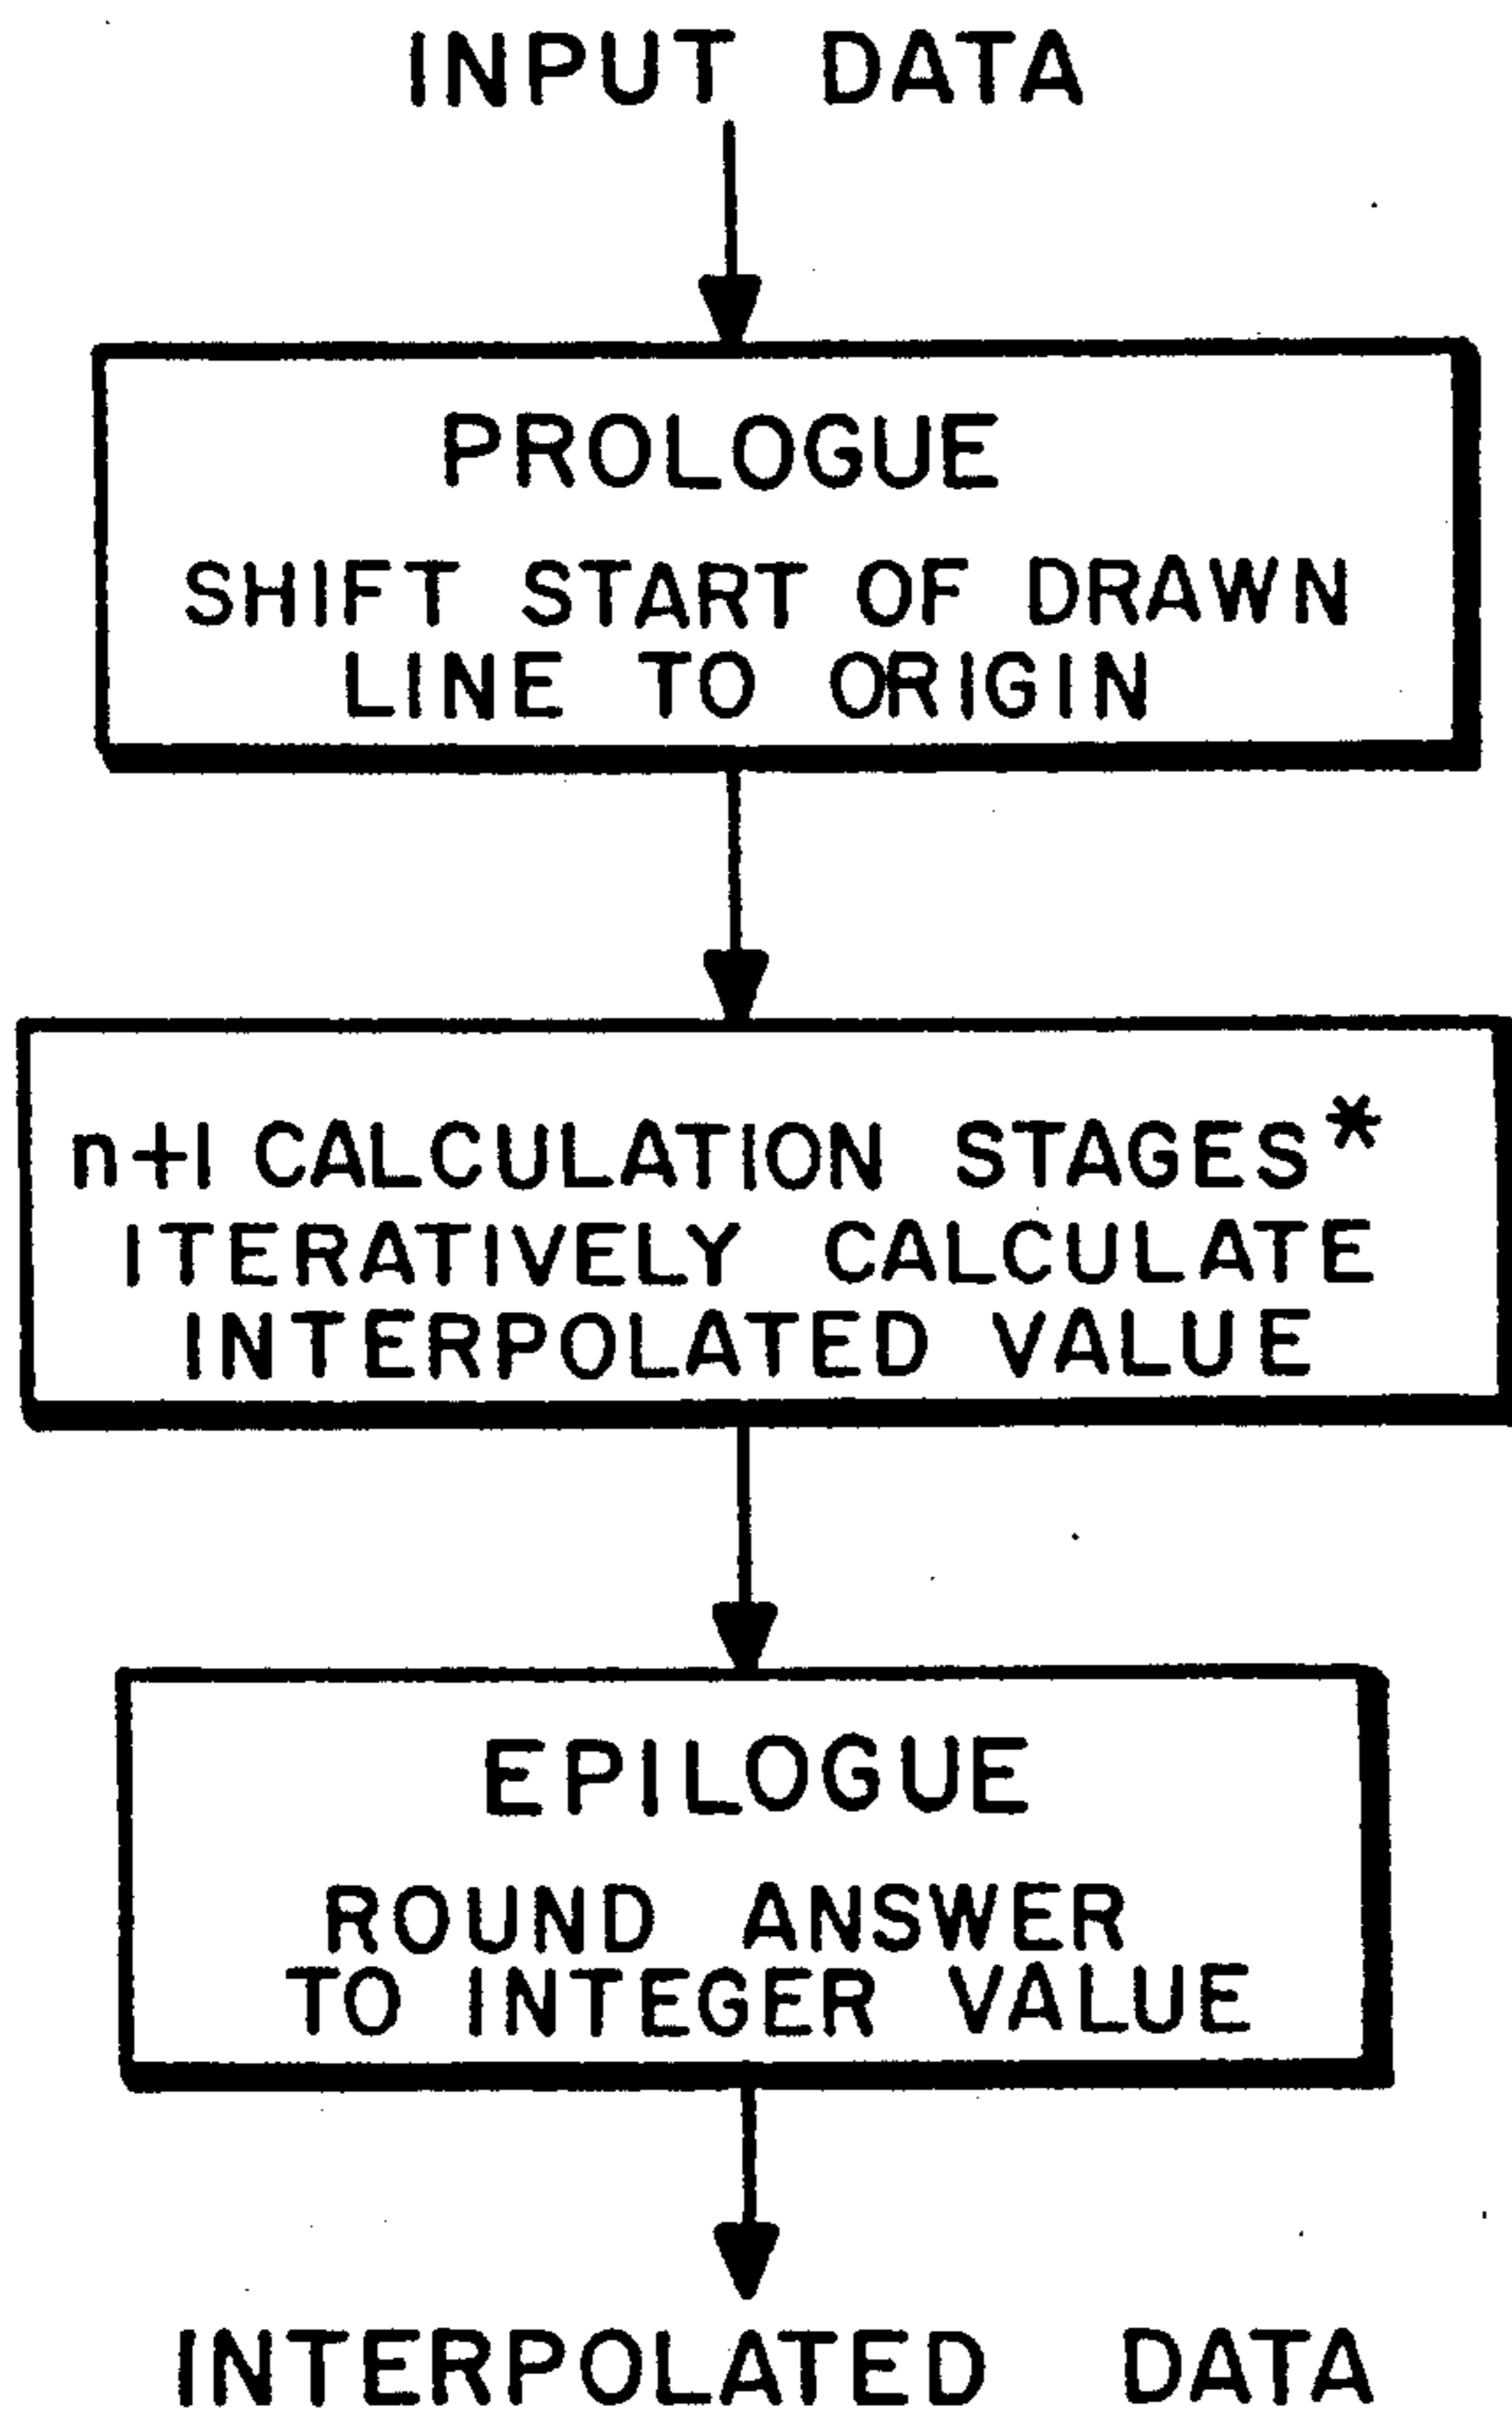 INPUT DATA
PROLOGUE
SHIFT START OF DRAWN
LINE TO ORIGIN
n+1 CALCULATION STAGES*
ITERATIVELY CALCULATE
INTERPOLATED VALUE
EPILOGUE
ROUND ANSWER
TO INTEGER VALUE
INTERPOLATED DATA